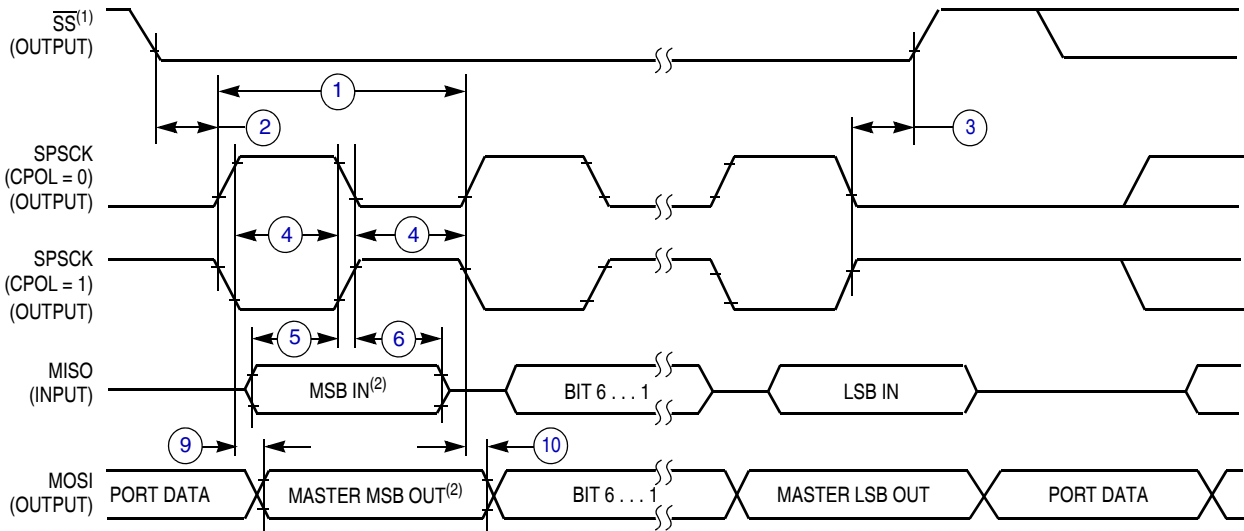 SS(1)
(OUTPUT)
1
2
3
SPSCK
(CPOL = 0)
(OUTPUT)
4
4
SPSCK
(CPOL = 1)
(OUTPUT)
5
6
MISO
(INPUT)
MSB IN(2)
BIT 6 . . . 1
LSB IN
9
10
MOSI
(OUTPUT)
PORT DATA
MASTER MSB OUT(2)
BIT 6 . . . 1
MASTER LSB OUT
PORT DATA